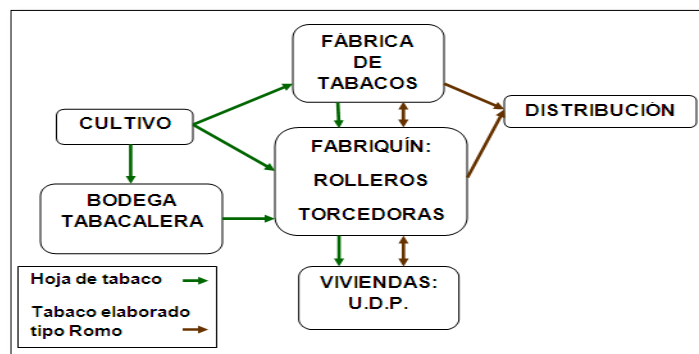 FÁBRICA
DE
TABACOS
CULTIVO
DISTRIBUCIÓN
FABRIQUÍN:
ROLLEROS
TORCEDORAS
BODEGA
TABACALERA
VIVIENDAS:
U.D.P.
Hoja de tabaco
Tabaco elaborado
tipo Romo